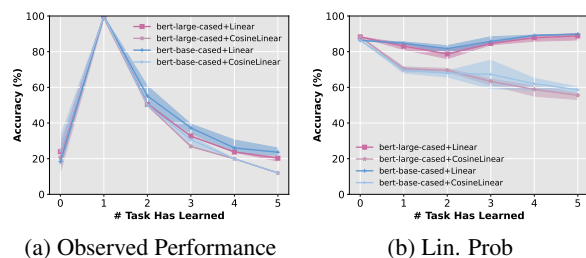 100
80
60
40
20
0
Accuracy (%)
bert-large-cased+Linear
bert-large-cased+CosineLinear
bert-base-cased+Linear
bert-base-cased+CosineLinear
0 1 2 3 4 5
# Task Has Learned
(a) Observed Performance
100
80
60
40
20
0
Accuracy (%)
bert-large-cased+Linear
bert-large-cased+CosineLinear
bert-base-cased+Linear
bert-base-cased+CosineLinear
0 1 2 3 4 5
# Task Has Learned
(b) Lin. Prob